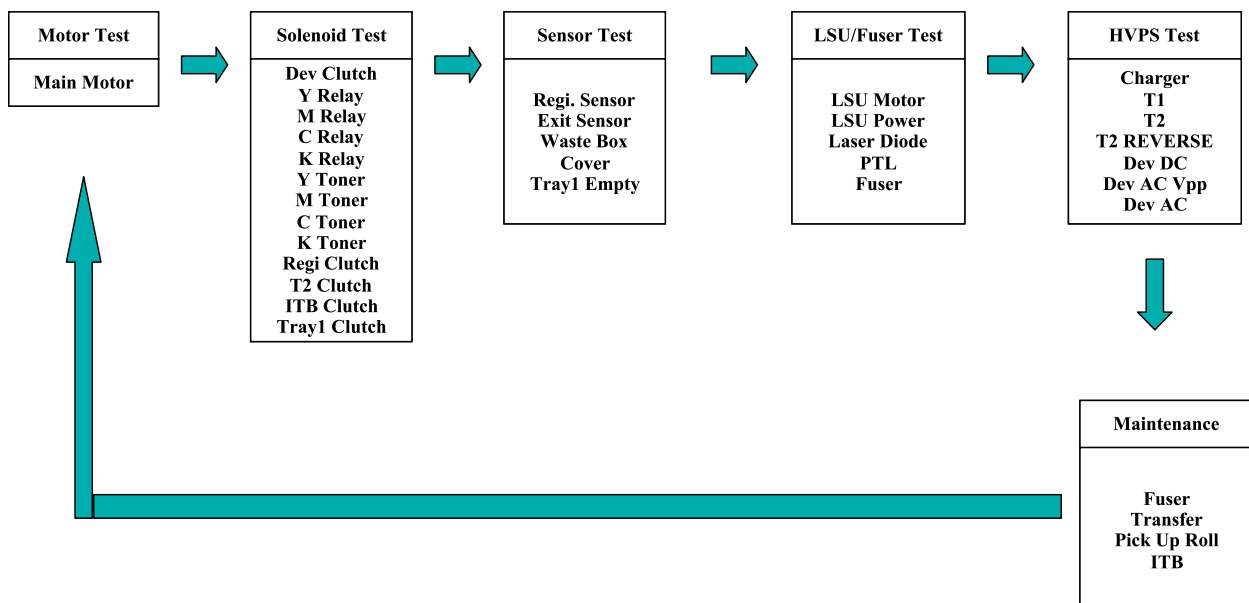 Motor Test
Main Motor
Solenoid Test
Dev Clutch
Y Relay
M Relay
C Relay
K Relay
Y Toner
M Toner
C Toner
K Toner
Regi Clutch
T2 Clutch
ITB Clutch
Tray1 Clutch
Sensor Test
Regi. Sensor
Exit Sensor
Waste Box
Cover
Tray1 Empty
LSU/Fuser Test
LSU Motor
LSU Power
Laser Diode
PTL
Fuser
HVPS Test
Charger
T1
T2
T2 REVERSE
Dev DC
Dev AC Vpp
Dev AC
Maintenance
Fuser
Transfer
Pick Up Roll
ITB